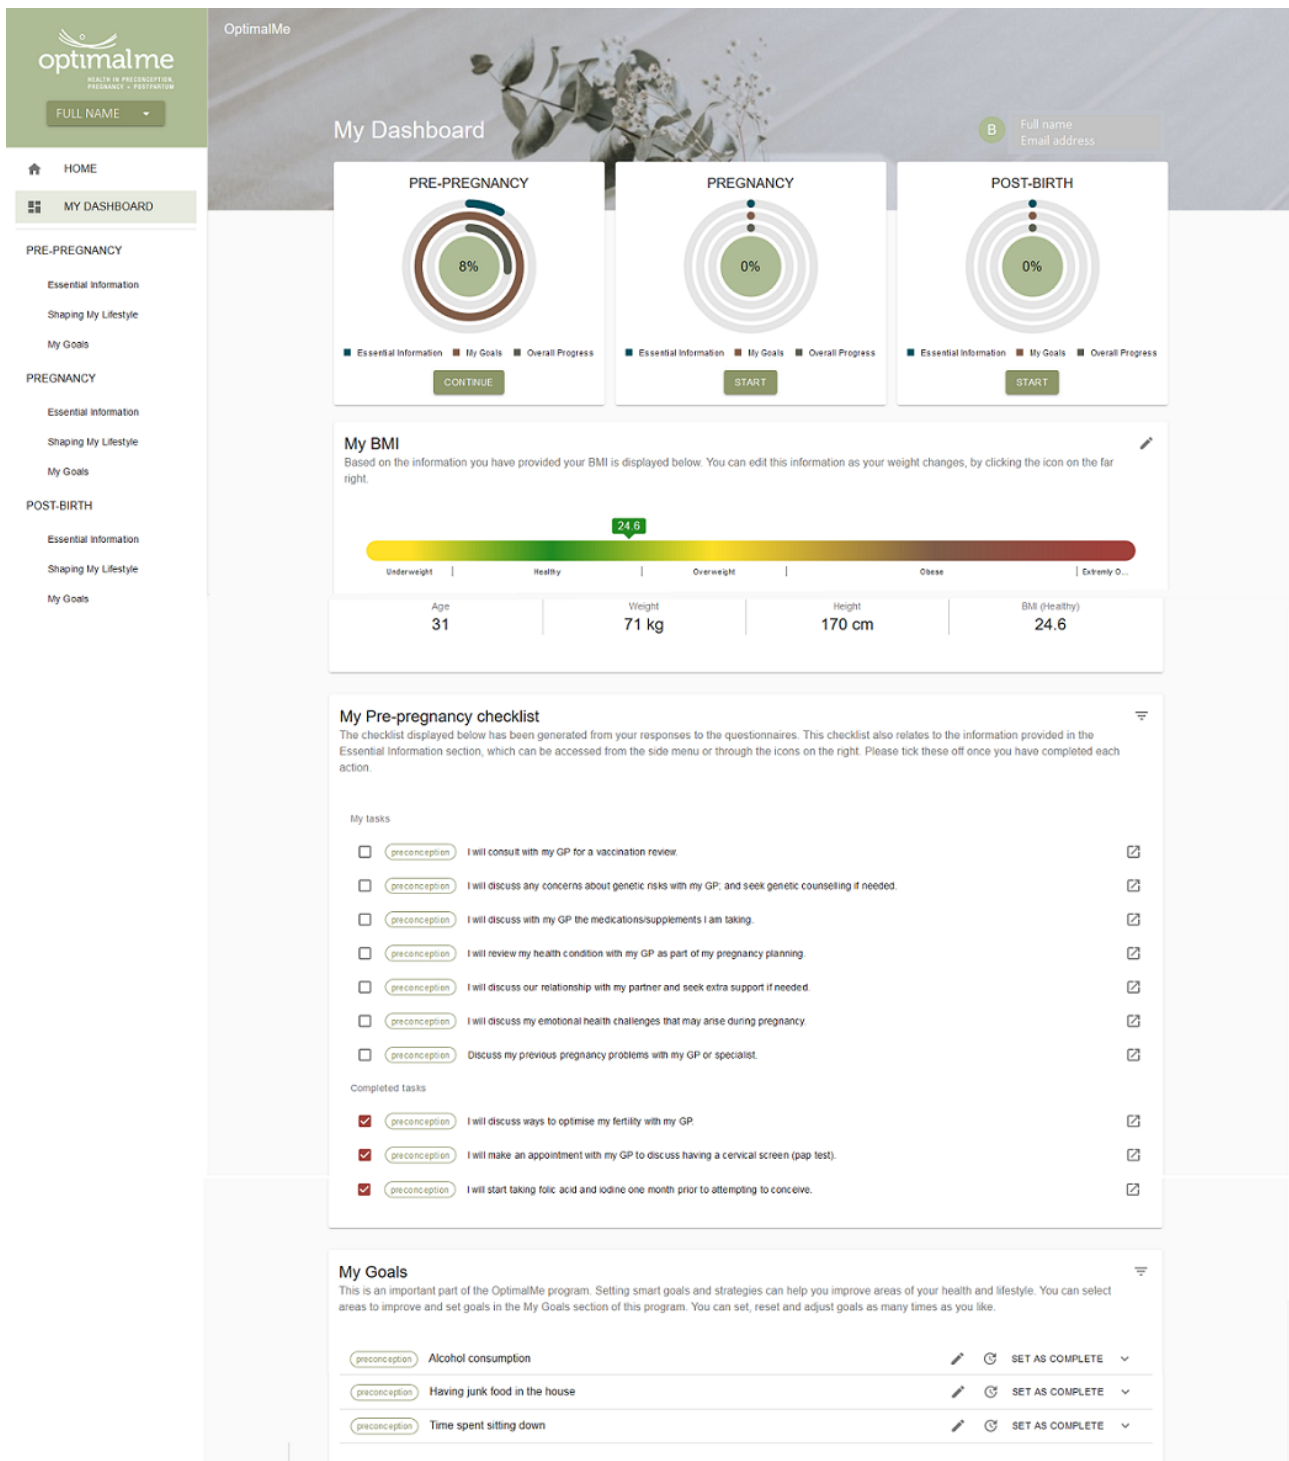 optimalme
HEALTH IN PRECONCEPTION,
PREGNANCY + POSTPARTUM
FULL NAME
HOME
MY DASHBOARD
PRE-PREGNANCY
Essential Information
Shaping My Lifestyle
My Goals
PREGNANCY
Essential Information
Shaping My Lifestyle
My Goals
POST-BIRTH
Essential Information
Shaping My Lifestyle
My Goals
OptimalMe
My Dashboard
B
Full name
Email address
PRE-PREGNANCY
8%
Essential Information My Goals Overall Progress
CONTINUE
PREGNANCY
0%
Essential Information My Goals Overall Progress
START
POST-BIRTH
0%
Essential Information My Goals Overall Progress
START
My BMI
Based on the information you have provided your BMI is displayed below. You can edit this information as your weight changes, by clicking the icon on the far
right.
24.6
Underweight | Healthy | Overweight | Obese | Extremly O...
Age Weight Height BMI (Healthy)
31 71 kg 170 cm 24.6
My Pre-pregnancy checklist
The checklist displayed below has been generated from your responses to the questionnaires. This checklist also relates to the information provided in the
Essential Information section, which can be accessed from the side menu or through the icons on the right. Please tick these off once you have completed each
action.
My tasks
preconception I will consult with my GP for a vaccination review.
preconception I will discuss any concerns about genetic risks with my GP; and seek genetic counselling if needed.
preconception I will discuss with my GP the medications/supplements I am taking.
preconception I will review my health condition with my GP as part of my pregnancy planning.
preconception I will discuss our relationship with my partner and seek extra support if needed.
preconception I will discuss my emotional health challenges that may arise during pregnancy.
preconception Discuss my previous pregnancy problems with my GP or specialist.
Completed tasks
preconception I will discuss ways to optimise my fertility with my GP.
preconception I will make an appointment with my GP to discuss having a cervical screen (pap test).
preconception I will start taking folic acid and iodine one month prior to attempting to conceive.
My Goals
This is an important part of the OptimalMe program. Setting smart goals and strategies can help you improve areas of your health and lifestyle. You can select
areas to improve and set goals in the My Goals section of this program. You can set, reset and adjust goals as many times as you like.
preconception Alcohol consumption SET AS COMPLETE
preconception Having junk food in the house SET AS COMPLETE
preconception Time spent sitting down SET AS COMPLETE